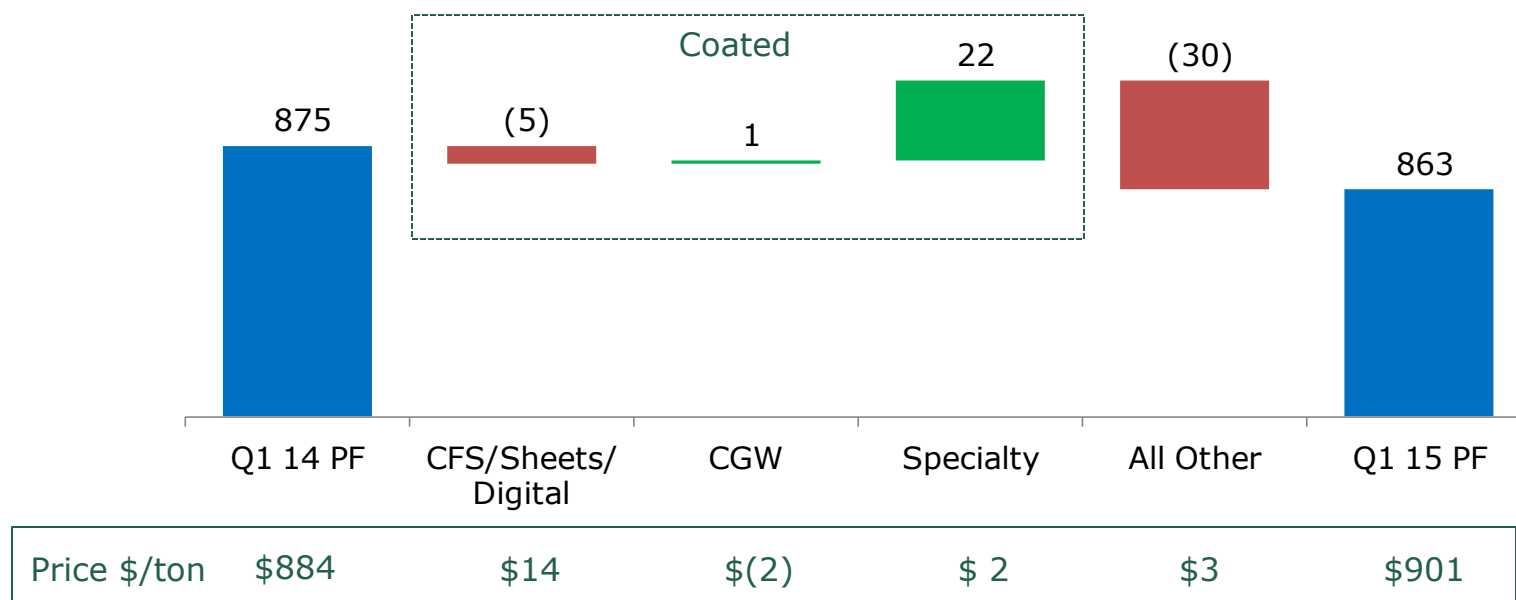 Coated
875
(5)
1
22
(30)
863
Q1 14 PF
CFS/Sheets/
Digital
CGW
Specialty
All Other
Q1 15 PF
Price $/ton $884 $14 $(2) $ 2 $3 $901